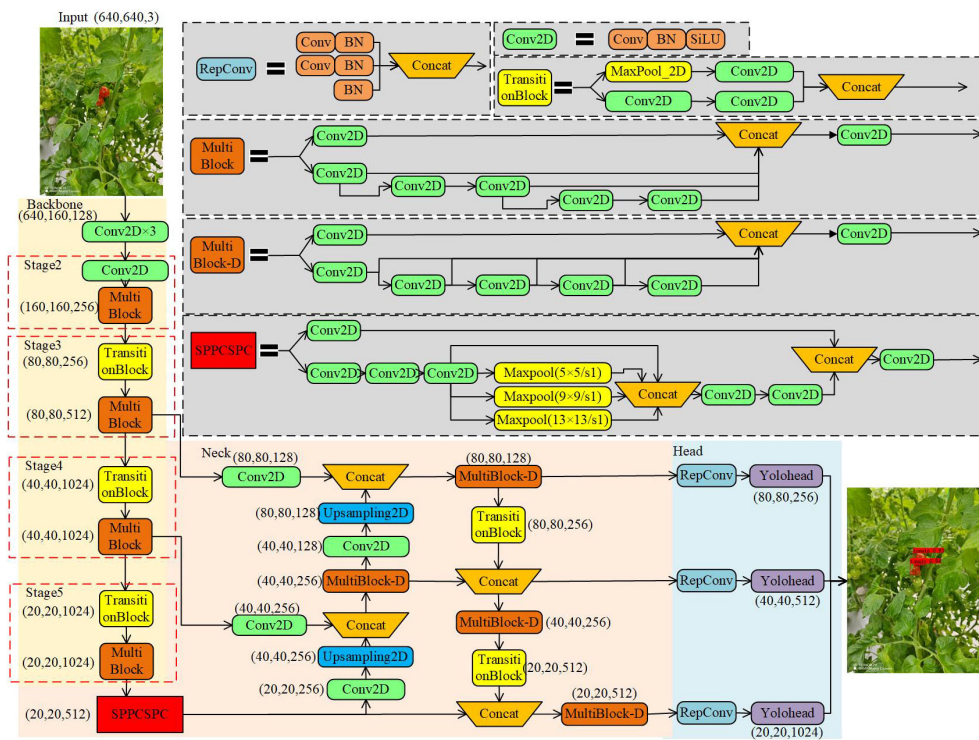 Input (640,640,3)
Conv
BN
Conv
BN
BN
RepConv
=
Concat
Conv2D
=
Conv
BN
SiLU
Transiti
onBlock
=
MaxPool_2D
Conv2D
Conv2D
Conv2D
Concat
Multi
Block
=
Conv2D
Conv2D
Conv2D
Conv2D
Conv2D
Conv2D
Concat
Conv2D
Multi
Block-D
=
Conv2D
Conv2D
Conv2D
Conv2D
Conv2D
Conv2D
Concat
Conv2D
SPPCSPC
=
Conv2D
Conv2D
Conv2D
Conv2D
Maxpool(5×5/s1)
Maxpool(9×9/s1)
Maxpool(13×13/s1)
Concat
Conv2D
Conv2D
Concat
Conv2D
Backbone
(640,160,128)
Conv2D×3
Stage2
Conv2D
(160,160,256)
Multi
Block
Stage3
(80,80,256)
Transiti
onBlock
(80,80,512)
Multi
Block
Stage4
(40,40,1024)
Transiti
onBlock
(40,40,1024)
Multi
Block
Stage5
(20,20,1024)
Transiti
onBlock
(20,20,1024)
Multi
Block
(20,20,512)
SPPCSPC
Neck
(80,80,128)
Conv2D
Concat
(80,80,128)
MultiBlock-D
(80,80,128)
Upsampling2D
Transiti
onBlock
(80,80,256)
(40,40,128)
Conv2D
(40,40,256)
MultiBlock-D
Concat
(40,40,256)
Conv2D
Concat
MultiBlock-D
(40,40,256)
(40,40,256)
Upsampling2D
Transiti
onBlock
(20,20,512)
(20,20,256)
Conv2D
Concat
(20,20,512)
MultiBlock-D
Head
RepConv
Yolohead
(80,80,256)
RepConv
Yolohead
(40,40,512)
RepConv
Yolohead
(20,20,1024)